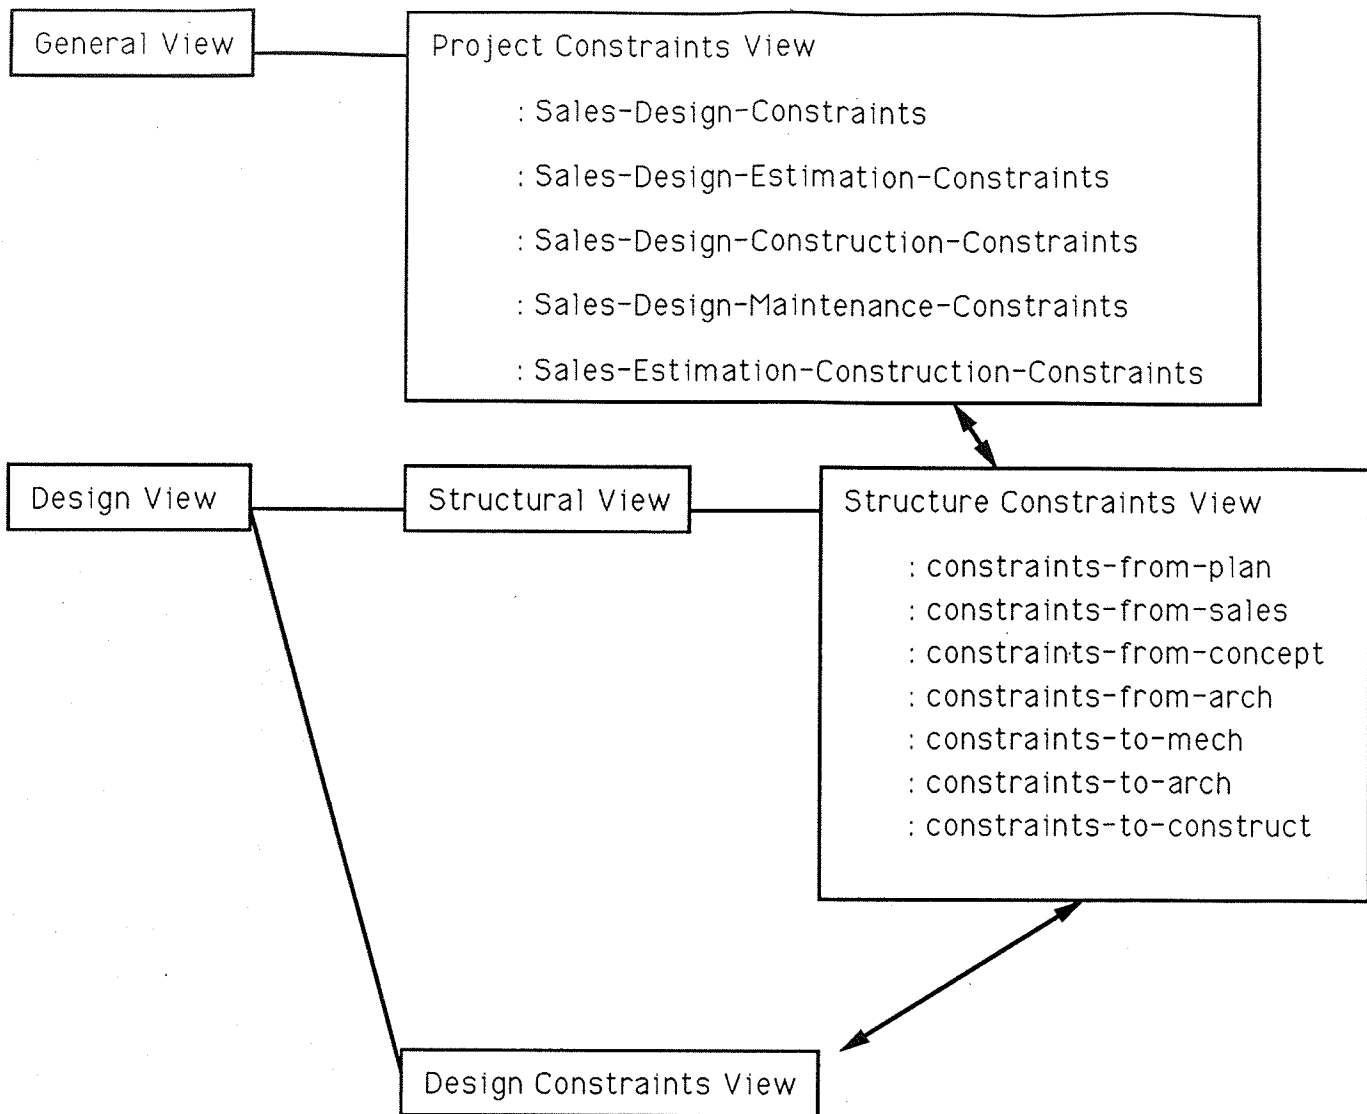 General View
Project Constraints View
: Sales-Design-Constraints
: Sales-Design-Estimation-Constraints
: Sales-Design-Construction-Constraints
: Sales-Design-Maintenance-Constraints
: Sales-Estimation-Construction-Constraints
Design View
Structural View
Structure Constraints View
: constraints-from-plan
: constraints-from-sales
: constraints-from-concept
: constraints-from-arch
: constraints-to-mech
: constraints-to-arch
: constraints-to-construct
Design Constraints View